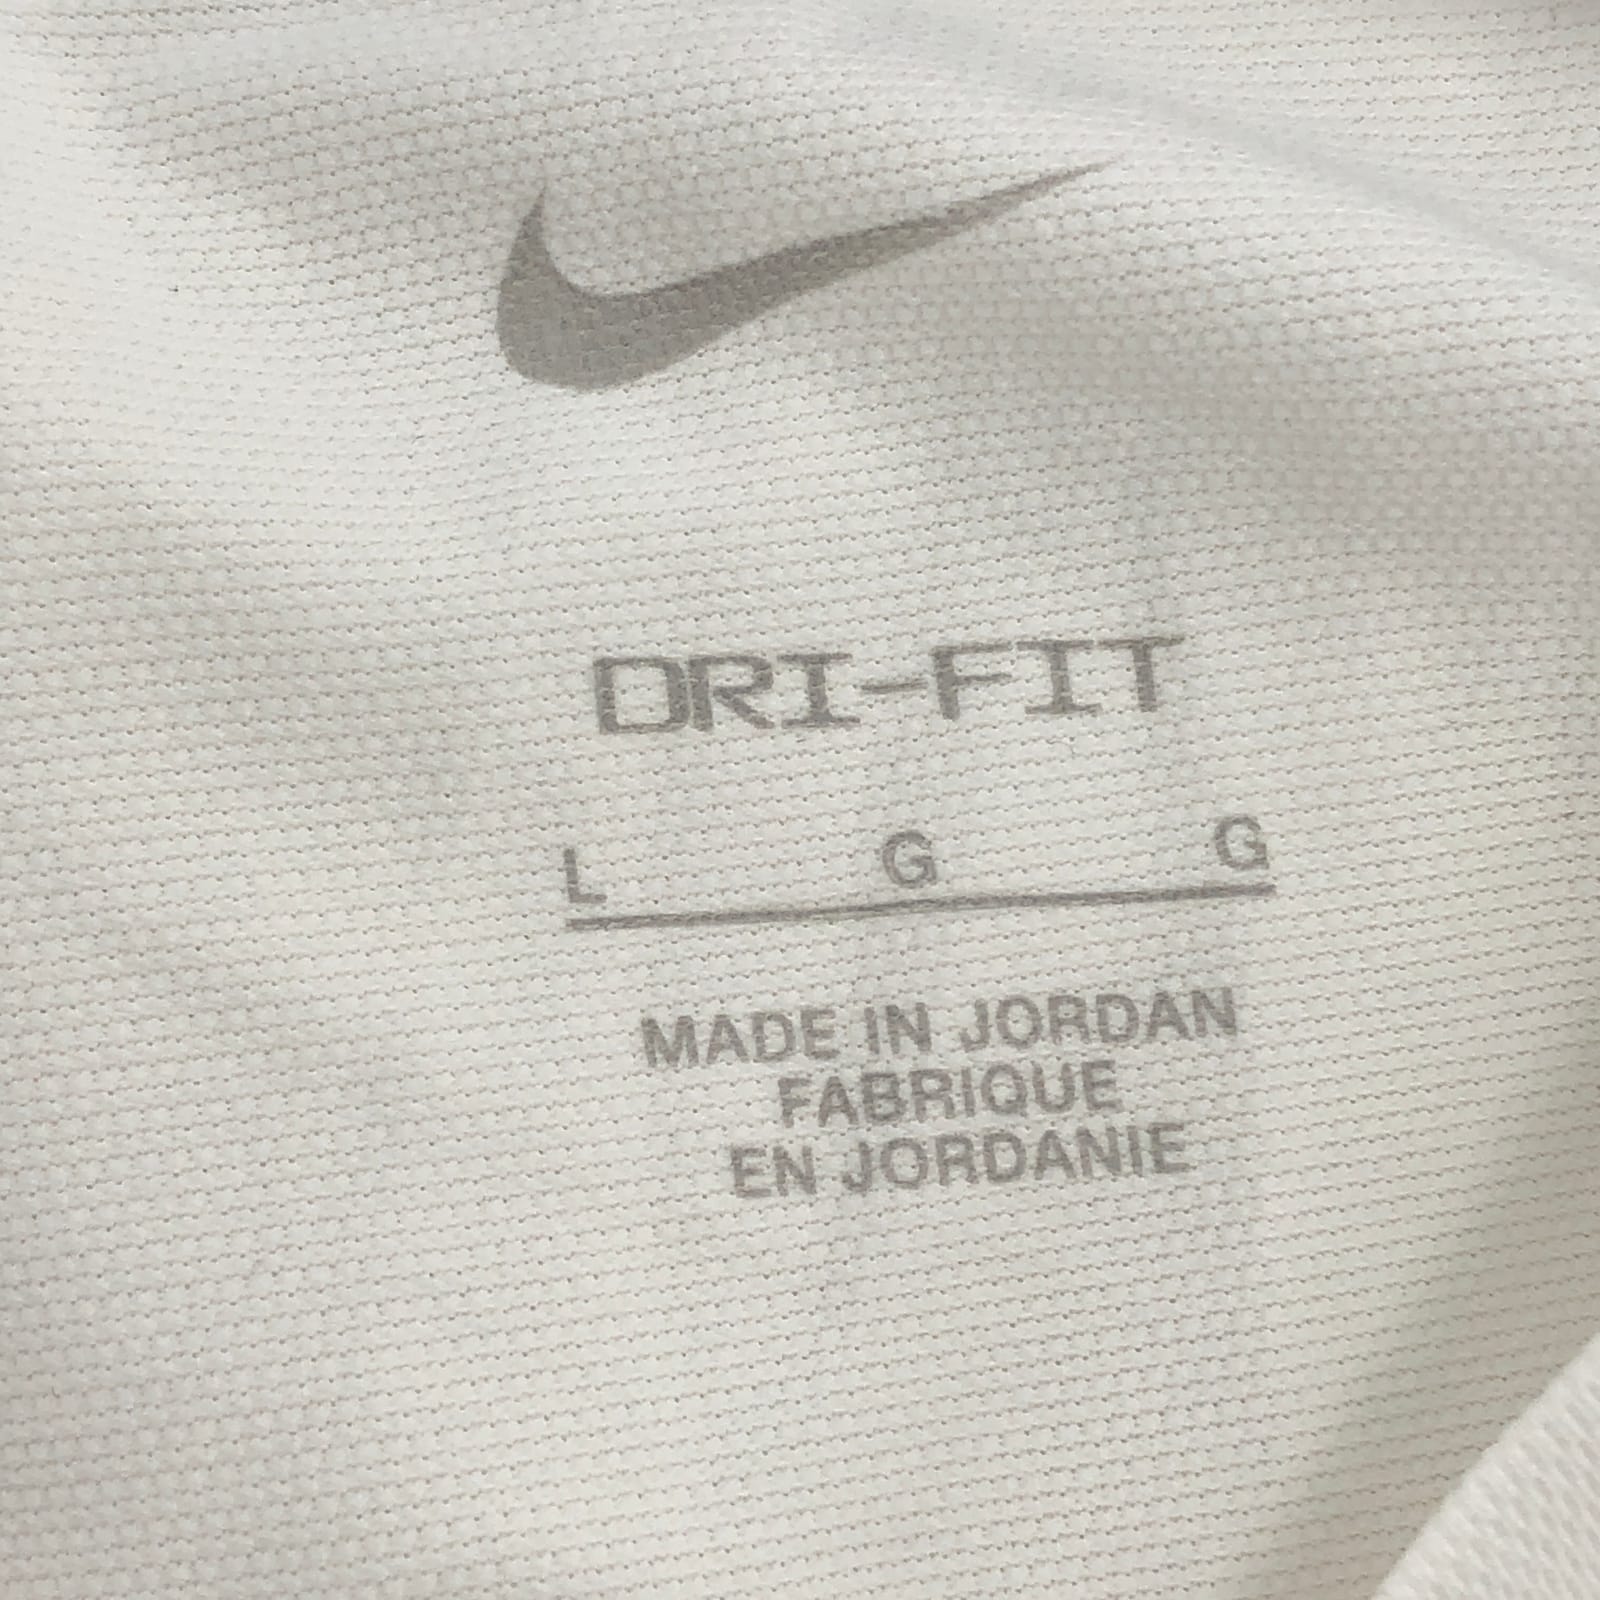 DRI-FIT
L G G
MADE IN JORDAN
FABRIQUE
EN JORDANIE